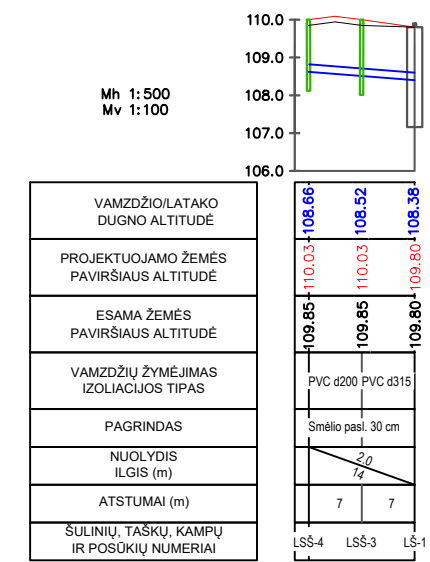 110.0
109.0
108.0
107.0
106.0
Mh 1:500
Mv 1:100
VAMZDŽIO/LATAKO
DUGNO ALTITUDĖ
108.66
108.52
108.38
PROJEKTUOJAMO ŽEMĖS
PAVIRŠIAUS ALTITUDĖ
110.03
110.03
109.80
ESAMA ŽEMĖS
PAVIRŠIAUS ALTITUDĖ
109.85
109.85
109.80
VAMZDŽIŲ ŽYMĖJIMAS
IZOLIACIJOS TIPAS
PVC d200 PVC d315
PAGRINDAS
Smėlio pasl. 30 cm
NUOLYDIS
ILGIS (m)
2.0
14
ATSTUMAI (m)
7 7
ŠULINIŲ, TAŠKŲ, KAMPŲ
IR POSŪKIŲ NUMERIAI
LSŠ-4 LSŠ-3 LŠ-1